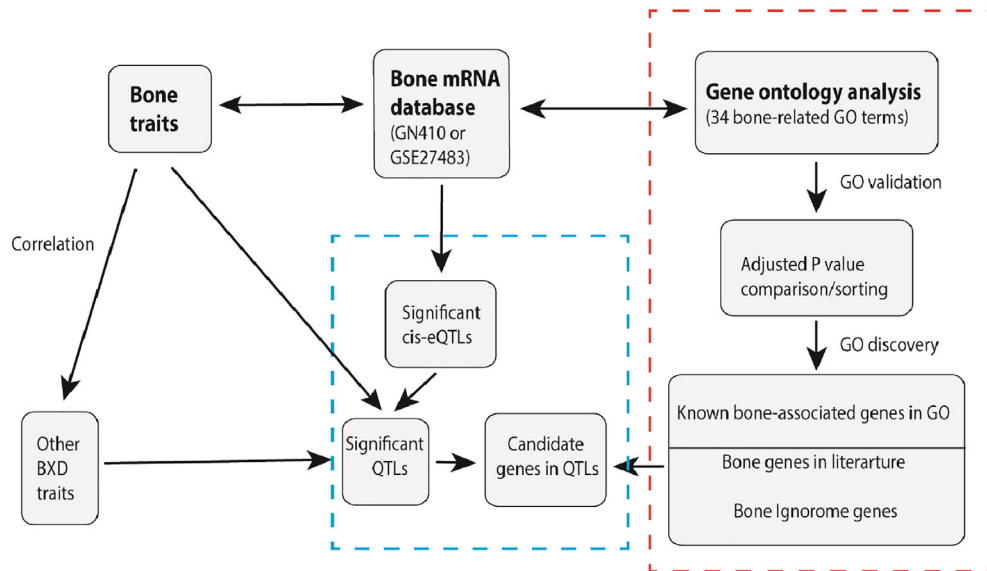 Bone
traits
Bone mRNA
database
(GN410 or
GSE27483)
Gene ontology analysis
(34 bone-related GO terms)
GO validation
Correlation
Adjusted P value
comparison/sorting
Significant
cis-eQTLs
GO discovery
Known bone-associated genes in GO
Other
BXD
traits
Significant
QTLs
Candidate
genes in QTLs
Bone genes in literarture
Bone Ignorome genes